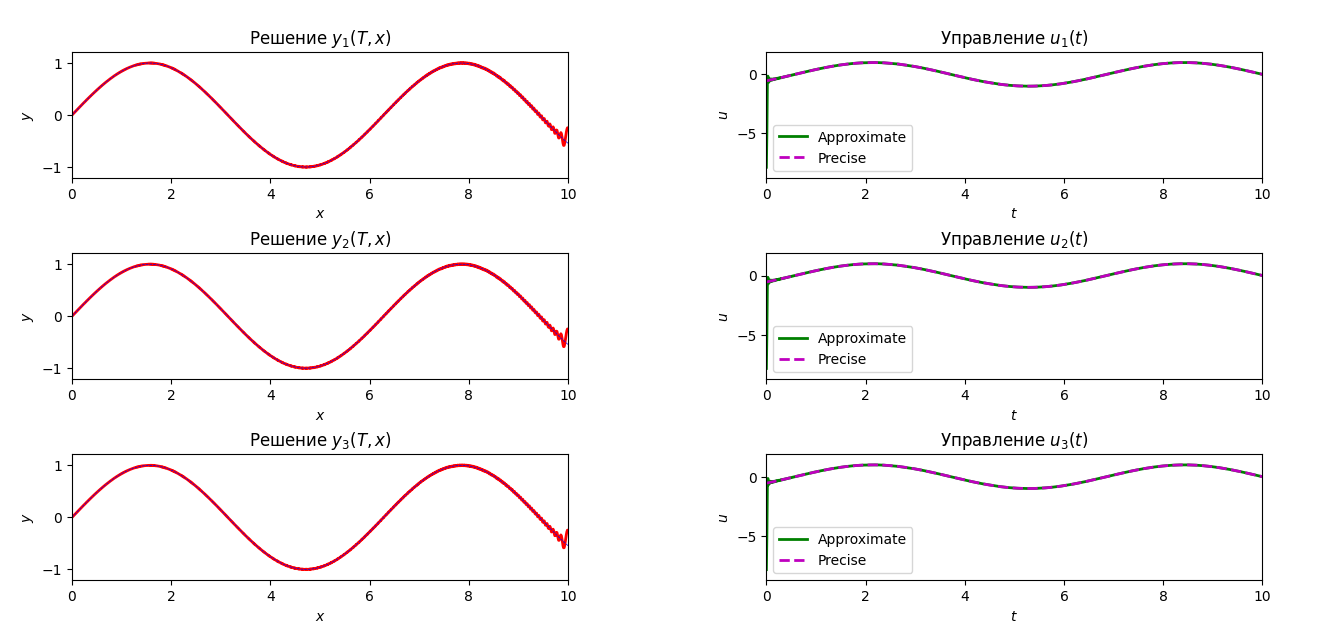 Решение y₁(T, x)
y
1
0
−1
0 2 4 6 8 10
x
Управление u₁(t)
u
0
−5
Approximate
Precise
0 2 4 6 8 10
t
Решение y₂(T, x)
y
1
0
−1
0 2 4 6 8 10
x
Управление u₂(t)
u
0
−5
Approximate
Precise
0 2 4 6 8 10
t
Решение y₃(T, x)
y
1
0
−1
0 2 4 6 8 10
x
Управление u₃(t)
u
0
−5
Approximate
Precise
0 2 4 6 8 10
t